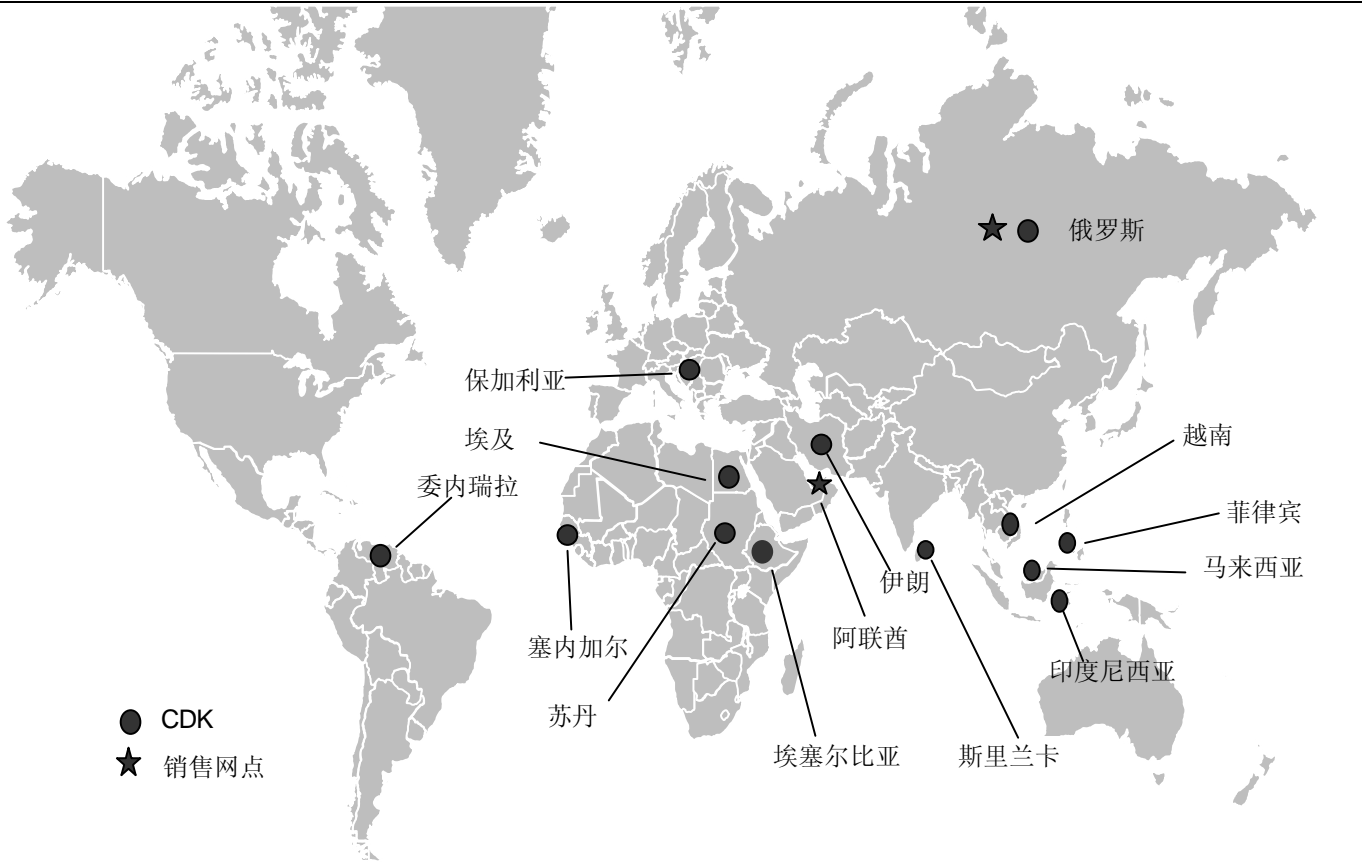 俄罗斯
保加利亚
埃及
越南
委内瑞拉
菲律宾
马来西亚
伊朗
阿联酋
塞内加尔
印度尼西亚
苏丹
CDK
埃塞尔比亚
斯里兰卡
销售网点